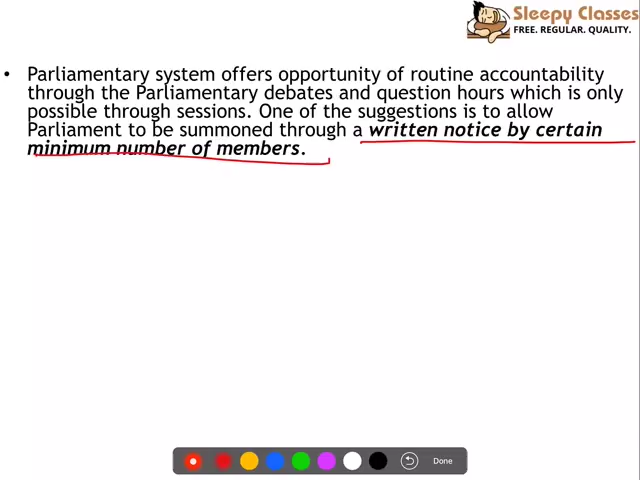 Sleepy Classes
FREE. REGULAR. QUALITY.
• Parliamentary system offers opportunity of routine accountability
through the Parliamentary debates and question hours which is only
possible through sessions. One of the suggestions is to allow
Parliament to be summoned through a written notice by certain
minimum number of members.
Done